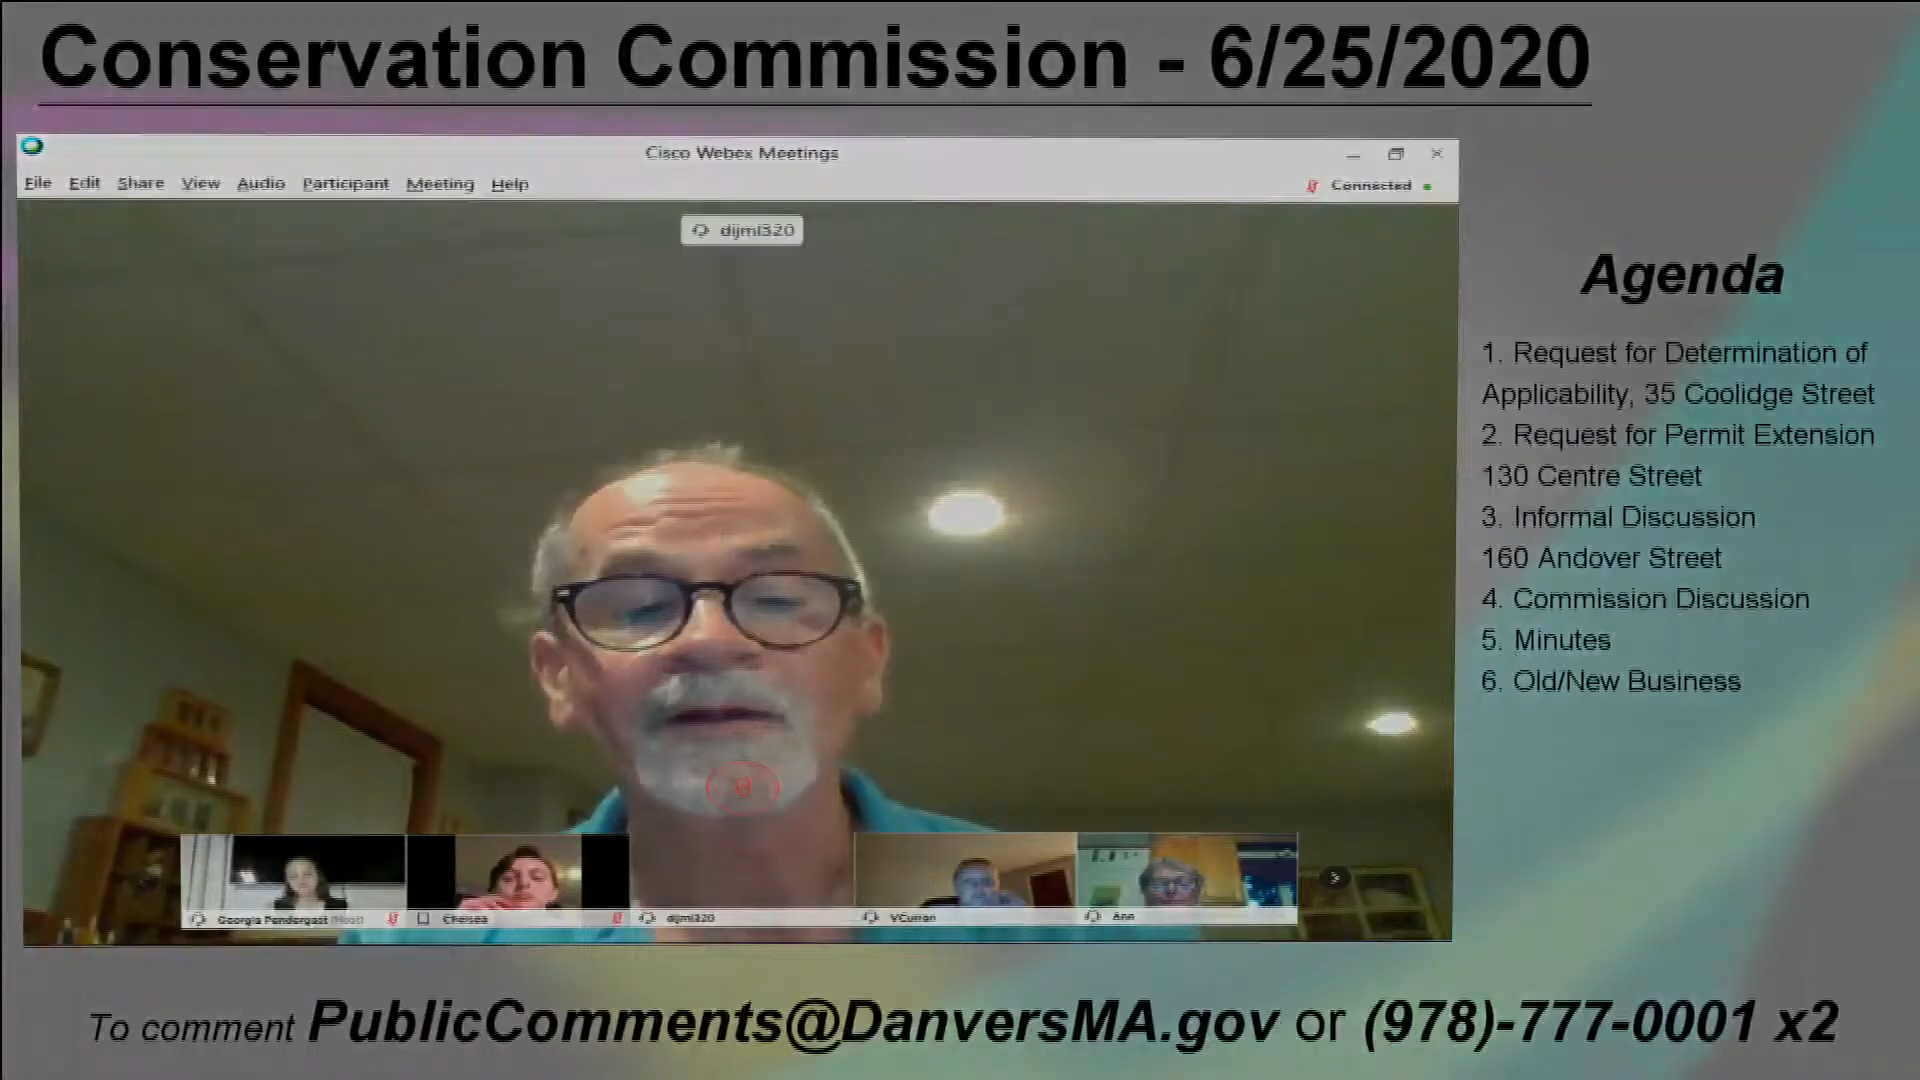 Conservation Commission - 6/25/2020
Cisco Webex Meetings
File Edit Share View Audio Participant Meeting Help
Connected
dijml320
Agenda
1. Request for Determination of
Applicability, 35 Coolidge Street
2. Request for Permit Extension
130 Centre Street
3. Informal Discussion
160 Andover Street
4. Commission Discussion
5. Minutes
6. Old/New Business
Georgia Pendergast (Host) Chelsea dijml320 VCurran Ann
To comment PublicComments@DanversMA.gov or (978)-777-0001 x2